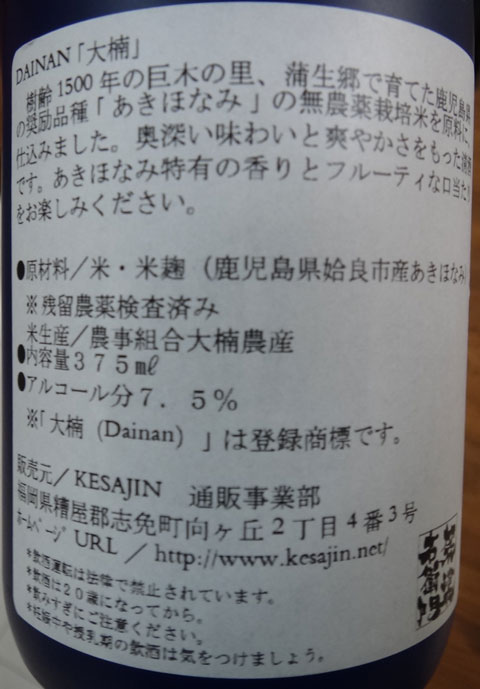 DAINAN「大楠」
樹齢1500年の巨木の里、蒲生郷で育てた鹿児島県
の奨励品種「あきほなみ」の無農薬栽培米を原料に、
仕込みました。奥深い味わいと爽やかさをもった
です。あきほなみ特有の香りとフルーティな口当たり
をお楽しみください。
●原材料/米・米麹(鹿児島県姶良市産あきほなみ
※残留農薬検査済み
米生産/農事組合大楠農産
●内容量375㎖
●アルコール分7.5%
※「大楠(Dainan)」は登録商標です。
販売元/KESAJIN 通販事業部
福岡県糟屋郡志免町向ヶ丘2丁目4番3号
ホームページURL/http://www.kesajin.net/
*飲酒運転は法律で禁止されています。
*飲酒は20歳になってから。
*飲みすぎにご注意ください。
*妊娠中や授乳期の飲酒は気をつけましょう。